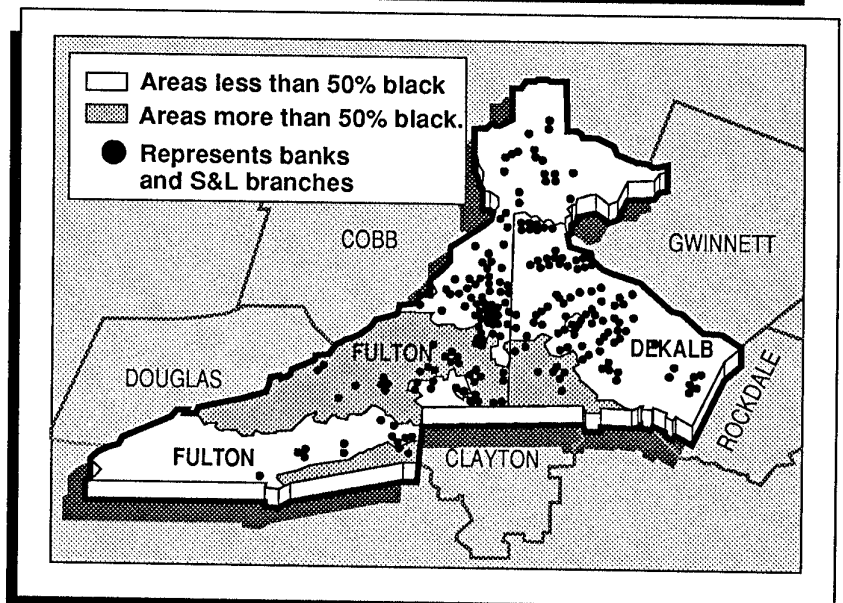 Areas less than 50% black
Areas more than 50% black.
Represents banks
and S&L branches
COBB
GWINNETT
FULTON
DEKALB
DOUGLAS
ROCKDALE
FULTON
CLAYTON